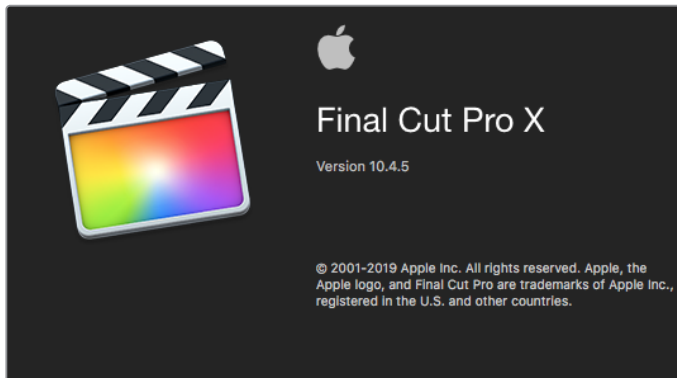 Final Cut Pro X
Version 10.4.5
© 2001-2019 Apple Inc. All rights reserved. Apple, the
Apple logo, and Final Cut Pro are trademarks of Apple Inc.,
registered in the U.S. and other countries.